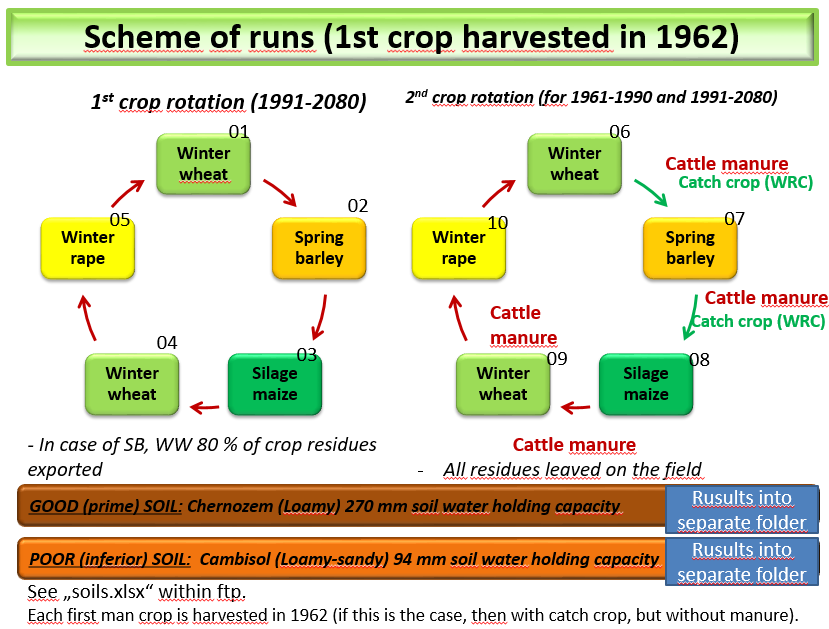 Scheme of runs (1st crop harvested in 1962)
1st crop rotation (1991-2080)
2nd crop rotation (for 1961-1990 and 1991-2080)
01
Winter
wheat
02
Spring
barley
03
Silage
maize
04
Winter
wheat
05
Winter
rape
06
Winter
wheat
Cattle manure
Catch crop (WRC)
07
Spring
barley
Cattle manure
Catch crop (WRC)
08
Silage
maize
Cattle manure
09
Winter
wheat
Cattle
manure
10
Winter
rape
- In case of SB, WW 80 % of crop residues
exported
- All residues leaved on the field
GOOD (prime) SOIL: Chernozem (Loamy) 270 mm soil water holding capacity
Rusults into
separate folder
POOR (inferior) SOIL: Cambisol (Loamy-sandy) 94 mm soil water holding capacity
Rusults into
separate folder
See „soils.xlsx“ within ftp.
Each first man crop is harvested in 1962 (if this is the case, then with catch crop, but without manure).